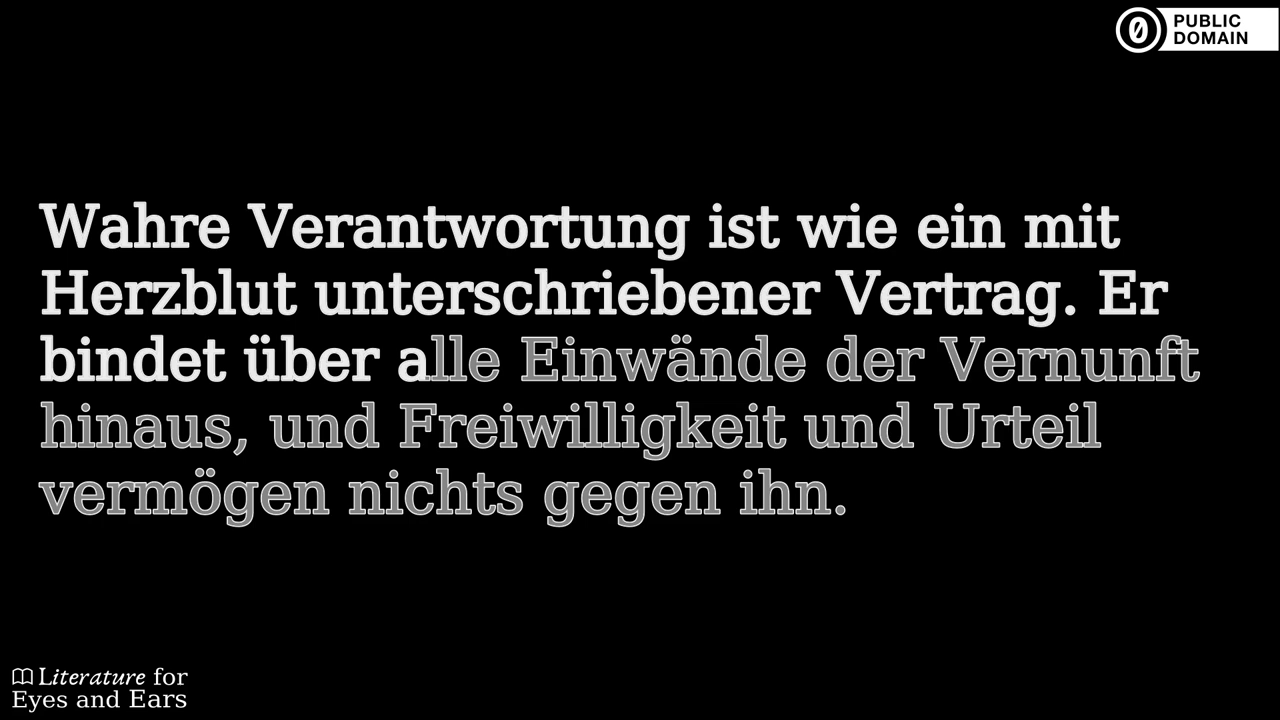 PUBLIC
DOMAIN
Wahre Verantwortung ist wie ein mit
Herzblut unterschriebener Vertrag. Er
bindet über alle Einwände der Vernunft
hinaus, und Freiwilligkeit und Urteil
vermögen nichts gegen ihn.
Literature for
Eyes and Ears